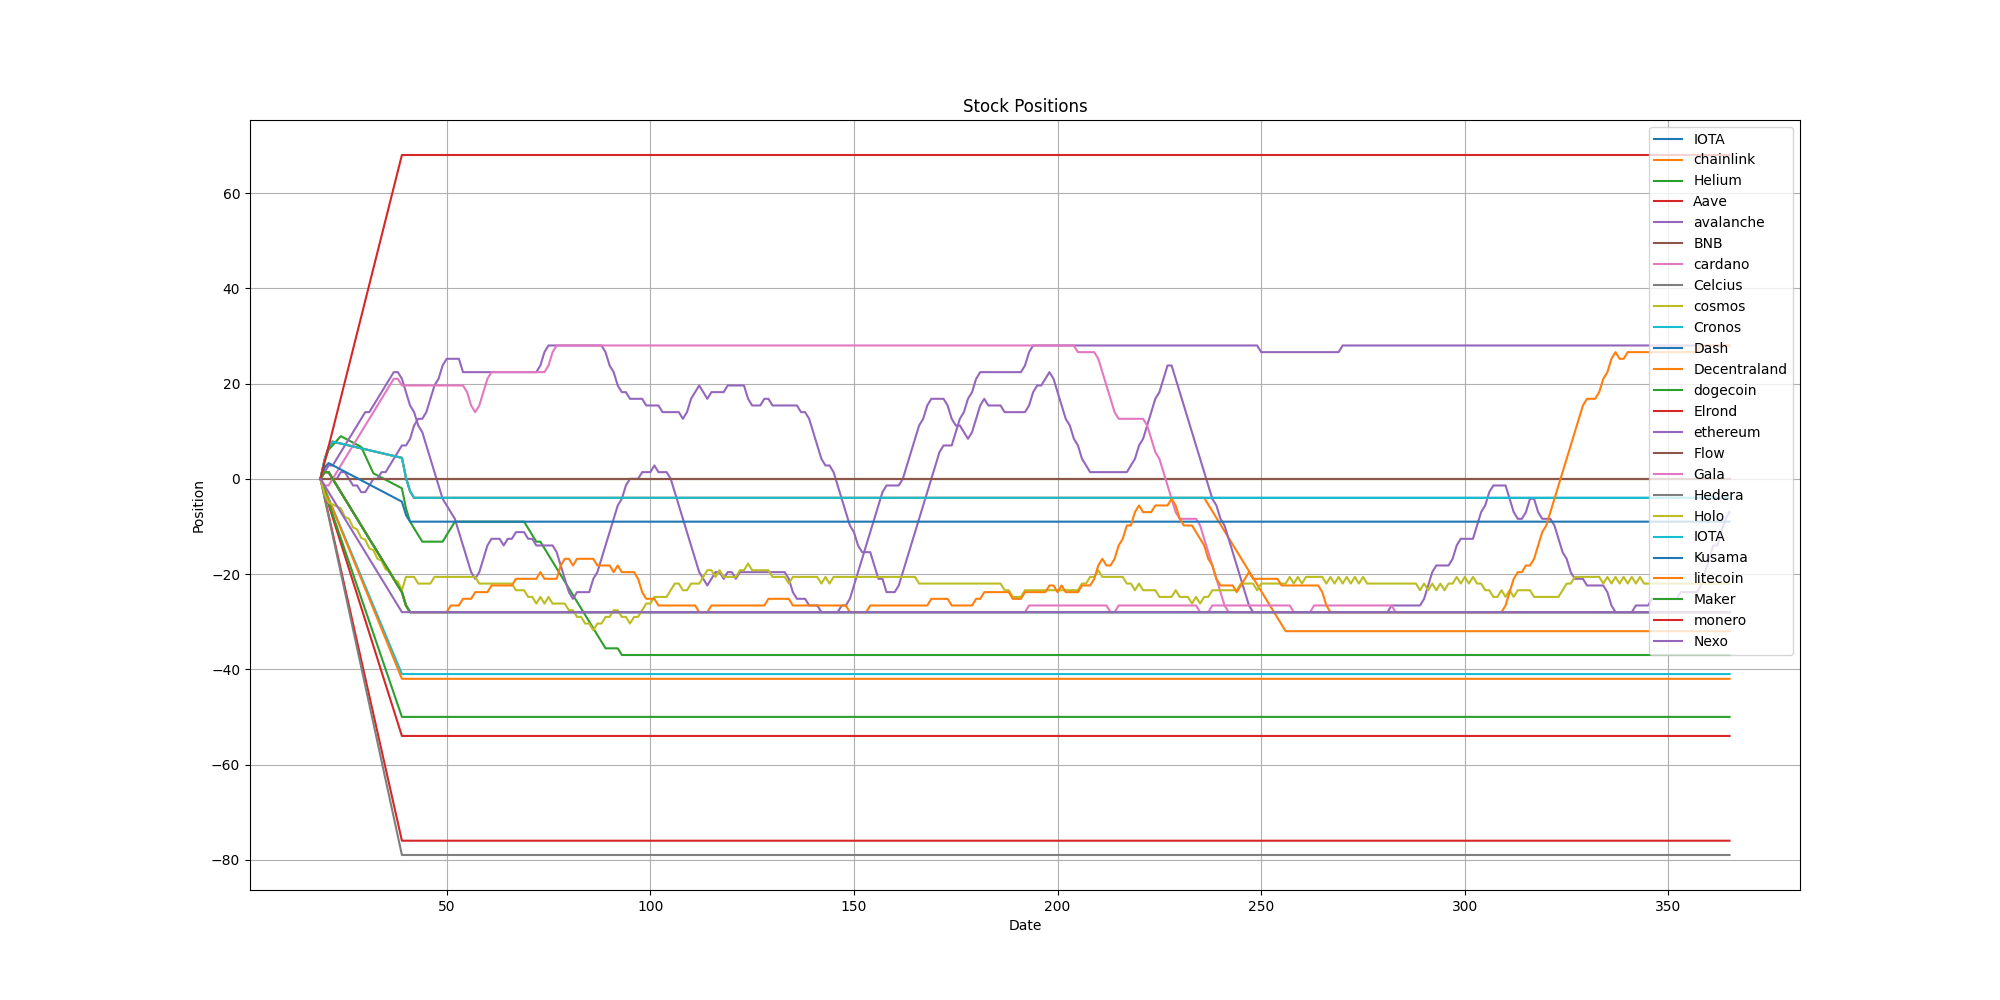 Stock Positions
Position
60
40
20
0
−20
−40
−60
−80
50
100
150
200
250
300
350
Date
IOTA
chainlink
Helium
Aave
avalanche
BNB
cardano
Celcius
cosmos
Cronos
Dash
Decentraland
dogecoin
Elrond
ethereum
Flow
Gala
Hedera
Holo
IOTA
Kusama
litecoin
Maker
monero
Nexo